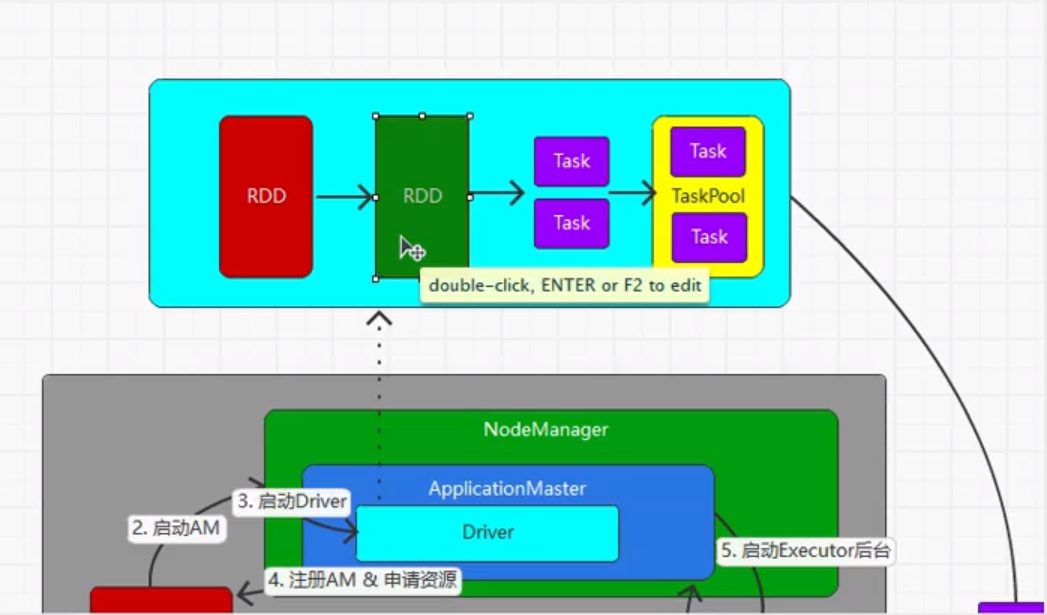 RDD
RDD
Task
Task
Task
TaskPool
Task
double-click, ENTER or F2 to edit
NodeManager
ApplicationMaster
3. 启动Driver
2. 启动AM
Driver
5. 启动Executor后台
4. 注册AM & 申请资源